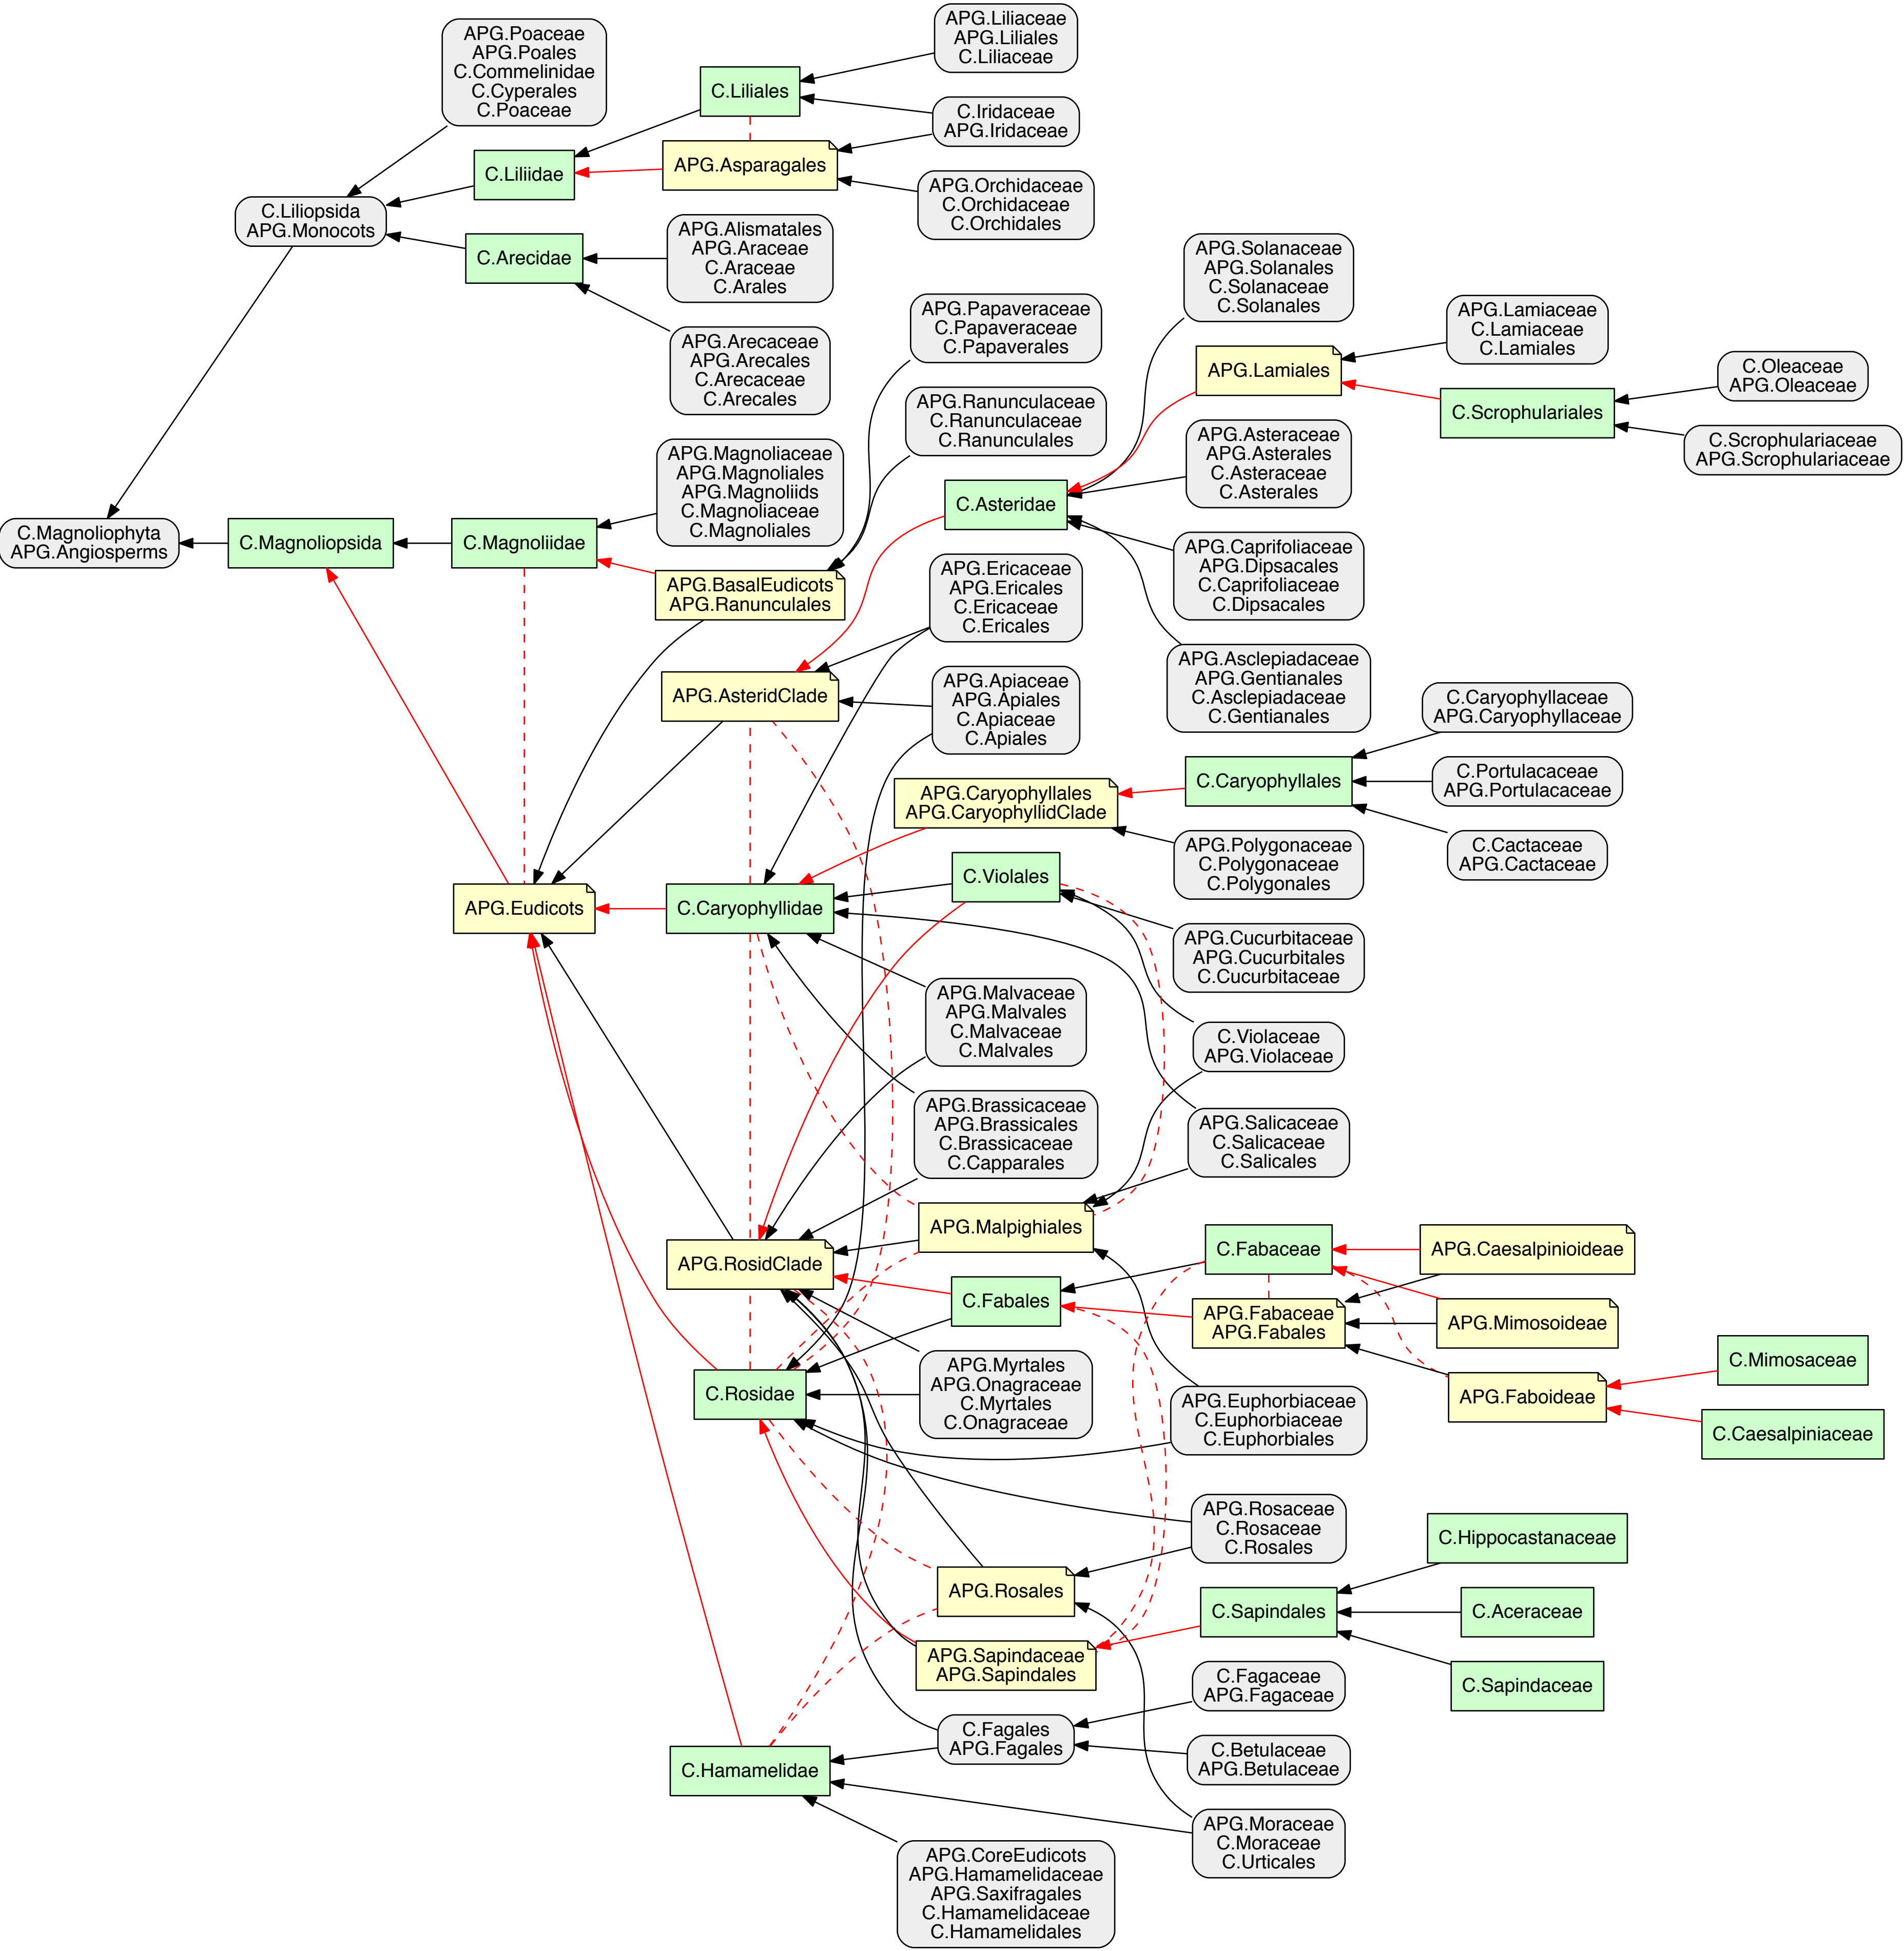 APG.Poaceae
APG.Poales
C.Commelinidae
C.Cyperales
C.Poaceae
APG.Liliaceae
APG.Liliales
C.Liliaceae
C.Liliales
C.Iridaceae
APG.Iridaceae
APG.Asparagales
C.Liliidae
APG.Orchidaceae
C.Orchidaceae
C.Orchidales
C.Liliopsida
APG.Monocots
C.Arecidae
APG.Alismatales
APG.Araceae
C.Araceae
C.Arales
APG.Arecaceae
APG.Arecales
C.Arecaceae
C.Arecales
APG.Papaveraceae
C.Papaveraceae
C.Papaverales
APG.Solanaceae
APG.Solanales
C.Solanaceae
C.Solanales
APG.Lamiaceae
C.Lamiaceae
C.Lamiales
APG.Lamiales
C.Oleaceae
APG.Oleaceae
C.Scrophulariales
C.Scrophulariaceae
APG.Scrophulariaceae
APG.Ranunculaceae
C.Ranunculaceae
C.Ranunculales
APG.Asteraceae
APG.Asterales
C.Asteraceae
C.Asterales
APG.Magnoliaceae
APG.Magnoliales
APG.Magnoliids
C.Magnoliaceae
C.Magnoliales
C.Asteridae
C.Magnoliophyta
APG.Angiosperms
C.Magnoliopsida
C.Magnoliidae
APG.BasalEudicots
APG.Ranunculales
APG.Caprifoliaceae
APG.Dipsacales
C.Caprifoliaceae
C.Dipsacales
APG.Ericaceae
APG.Ericales
C.Ericaceae
C.Ericales
APG.Asclepiadaceae
APG.Gentianales
C.Asclepiadaceae
C.Gentianales
APG.AsteridClade
APG.Apiaceae
APG.Apiales
C.Apiaceae
C.Apiales
C.Caryophyllaceae
APG.Caryophyllaceae
C.Caryophyllales
C.Portulacaceae
APG.Portulacaceae
APG.Caryophyllales
APG.CaryophyllidClade
C.Cactaceae
APG.Cactaceae
APG.Polygonaceae
C.Polygonaceae
C.Polygonales
C.Violales
APG.Eudicots
C.Caryophyllidae
APG.Cucurbitaceae
APG.Cucurbitales
C.Cucurbitaceae
APG.Malvaceae
APG.Malvales
C.Malvaceae
C.Malvales
C.Violaceae
APG.Violaceae
APG.Brassicaceae
APG.Brassicales
C.Brassicaceae
C.Capparales
APG.Salicaceae
C.Salicaceae
C.Salicales
APG.Malpighiales
APG.RosidClade
C.Fabaceae
APG.Caesalpinioideae
C.Fabales
APG.Fabaceae
APG.Fabales
APG.Mimosoideae
C.Mimosaceae
C.Rosidae
APG.Myrtales
APG.Onagraceae
C.Myrtales
C.Onagraceae
APG.Faboideae
C.Caesalpiniaceae
APG.Euphorbiaceae
C.Euphorbiaceae
C.Euphorbiales
APG.Rosaceae
C.Rosaceae
C.Rosales
C.Hippocastanaceae
APG.Rosales
C.Sapindales
C.Aceraceae
APG.Sapindaceae
APG.Sapindales
C.Sapindaceae
C.Fagaceae
APG.Fagaceae
C.Fagales
APG.Fagales
C.Betulaceae
APG.Betulaceae
C.Hamamelidae
APG.Moraceae
C.Moraceae
C.Urticales
APG.CoreEudicots
APG.Hamamelidaceae
APG.Saxifragales
C.Hamamelidaceae
C.Hamamelidales